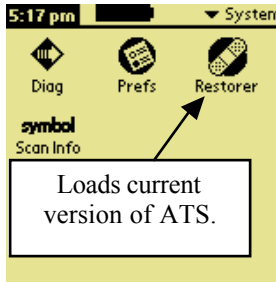 5:17 pm ▼ System
Diag Prefs Restorer
symbol
Scan Info
Loads current
version of ATS.